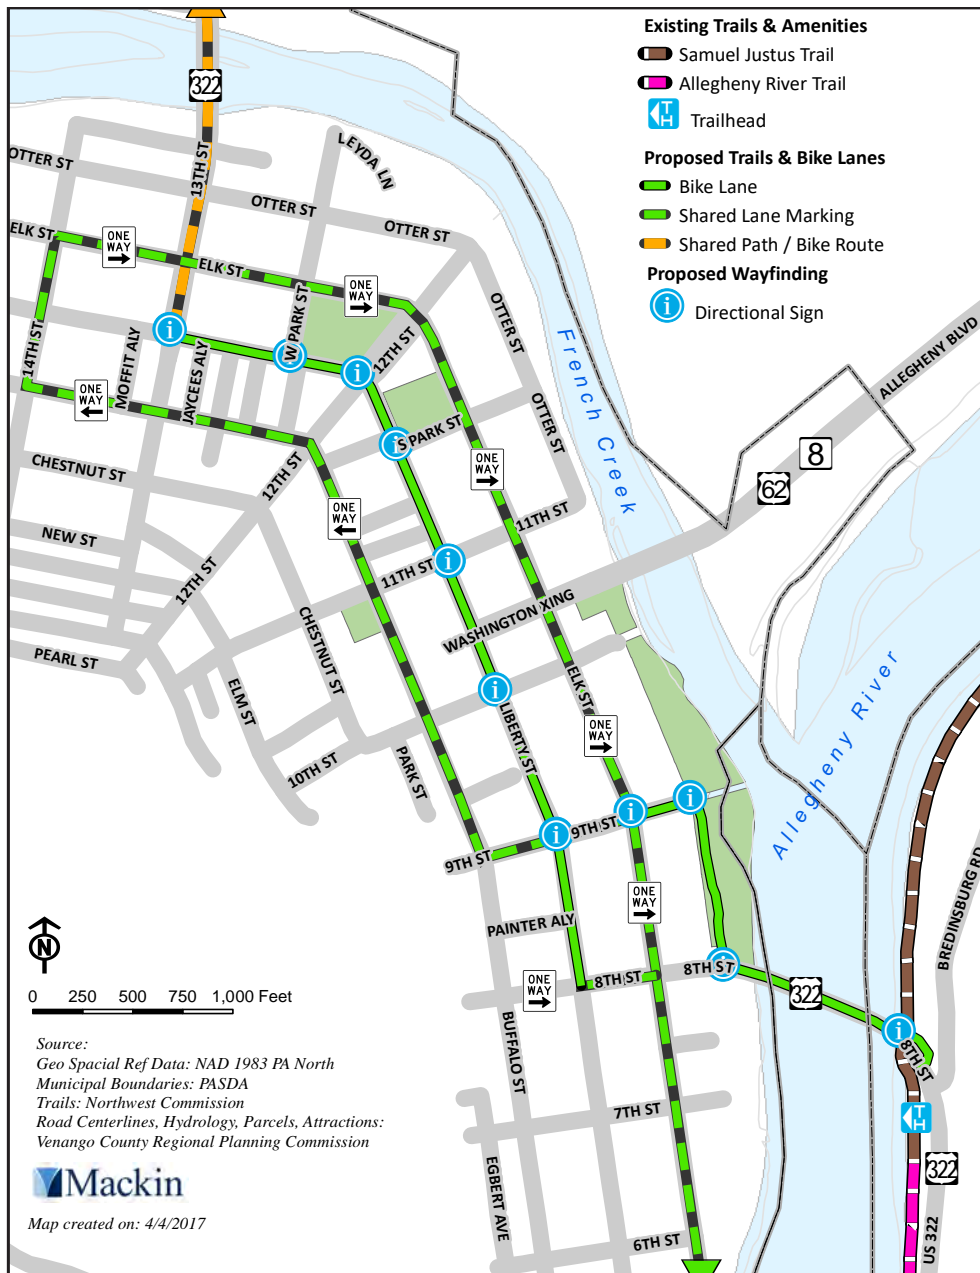 Existing Trails & Amenities
Samuel Justus Trail
Allegheny River Trail
TH
Trailhead
Proposed Trails & Bike Lanes
Bike Lane
Shared Lane Marking
Shared Path / Bike Route
Proposed Wayfinding
i
Directional Sign
322
13TH ST
LEYDA LN
OTTER ST
OTTER ST
OTTER ST
ELK ST
ONE
WAY
ELK ST
ONE
WAY
W PARK ST
OTTER ST
12TH ST
14TH ST
MOFFIT ALY
JAYCEES ALY
i
i
i
ONE
WAY
i
S PARK ST
OTTER ST
French Creek
ALLEGHENY BLVD
8
62
CHESTNUT ST
12TH ST
ONE
WAY
ONE
WAY
11TH ST
NEW ST
12TH ST
11TH ST
i
WASHINGTON XING
PEARL ST
CHESTNUT ST
ELM ST
i
ELK ST
LIBERTY ST
ONE
WAY
Allegheny River
10TH ST
PARK ST
9TH ST
i
9TH ST
i
i
BREDINSBURG RD
ONE
WAY
PAINTER ALY
ONE
WAY
8TH ST
8TH ST
i
322
i
8TH ST
BUFFALO ST
7TH ST
TH
322
EGBERT AVE
US 322
6TH ST
N
0 250 500 750 1,000 Feet
Source:
Geo Spacial Ref Data: NAD 1983 PA North
Municipal Boundaries: PASDA
Trails: Northwest Commission
Road Centerlines, Hydrology, Parcels, Attractions:
Venango County Regional Planning Commission
Mackin
Map created on: 4/4/2017